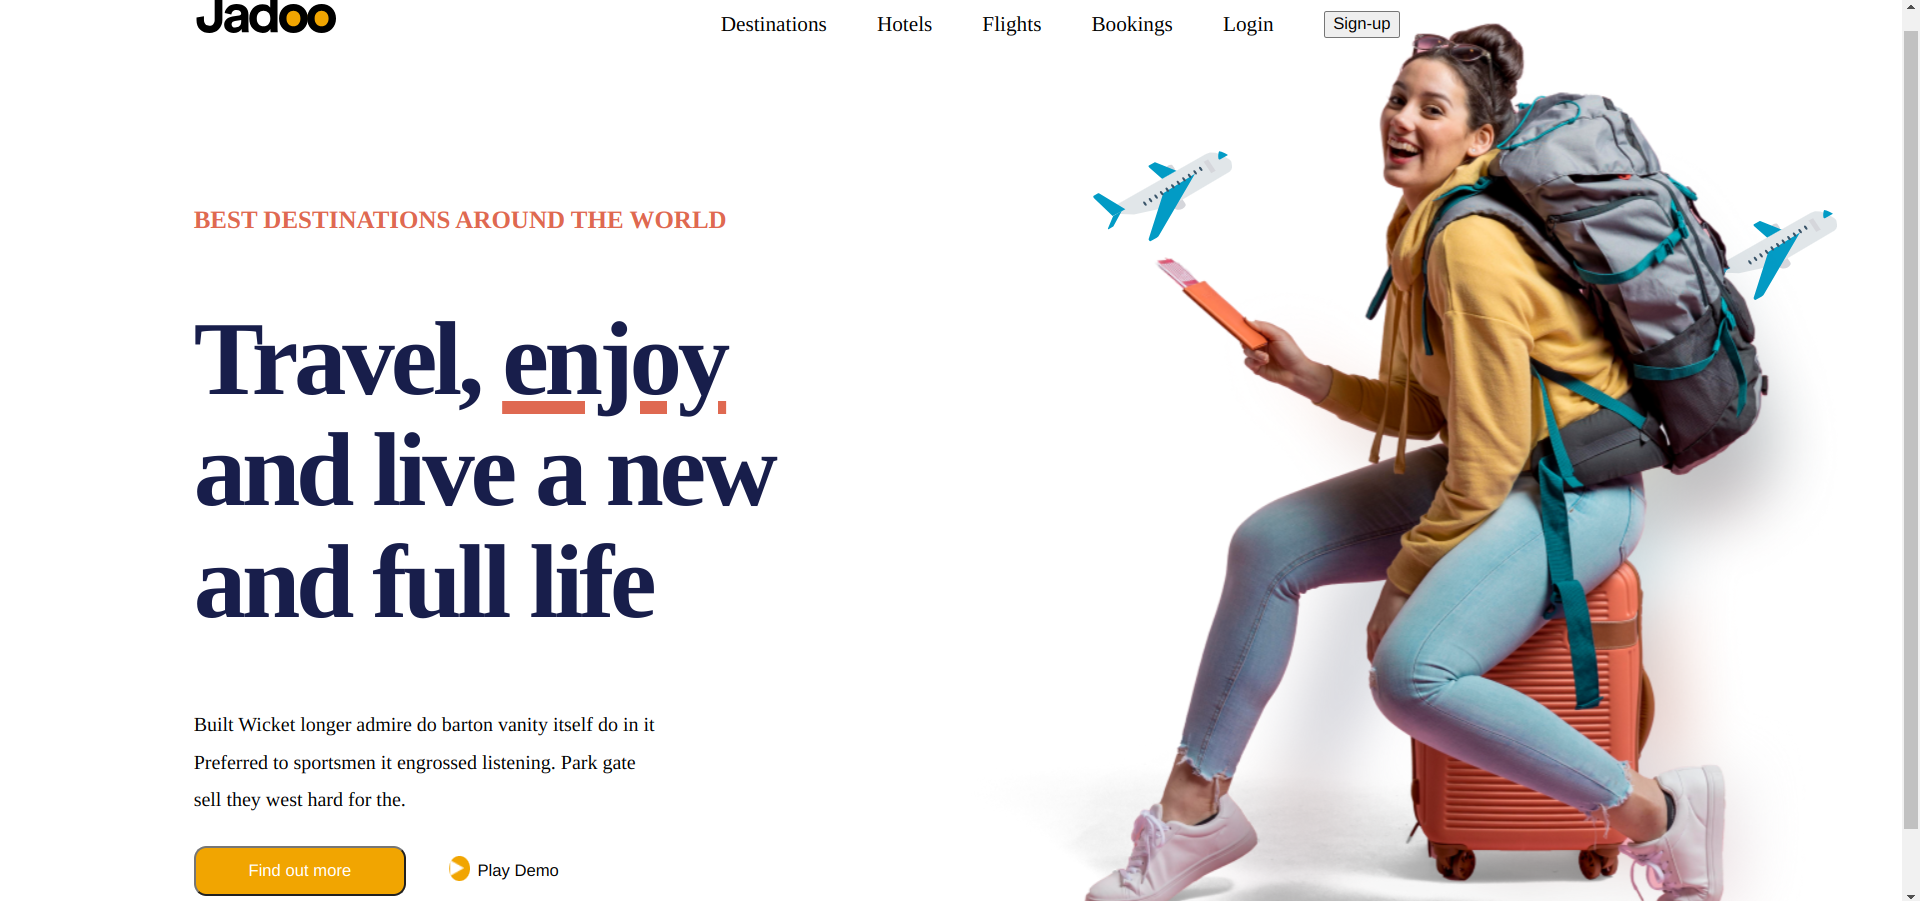 Jadoo
Destinations Hotels Flights Bookings Login Sign-up
BEST DESTINATIONS AROUND THE WORLD
Travel, enjoy
and live a new
and full life
Built Wicket longer admire do barton vanity itself do in it
Preferred to sportsmen it engrossed listening. Park gate
sell they west hard for the.
Find out more Play Demo